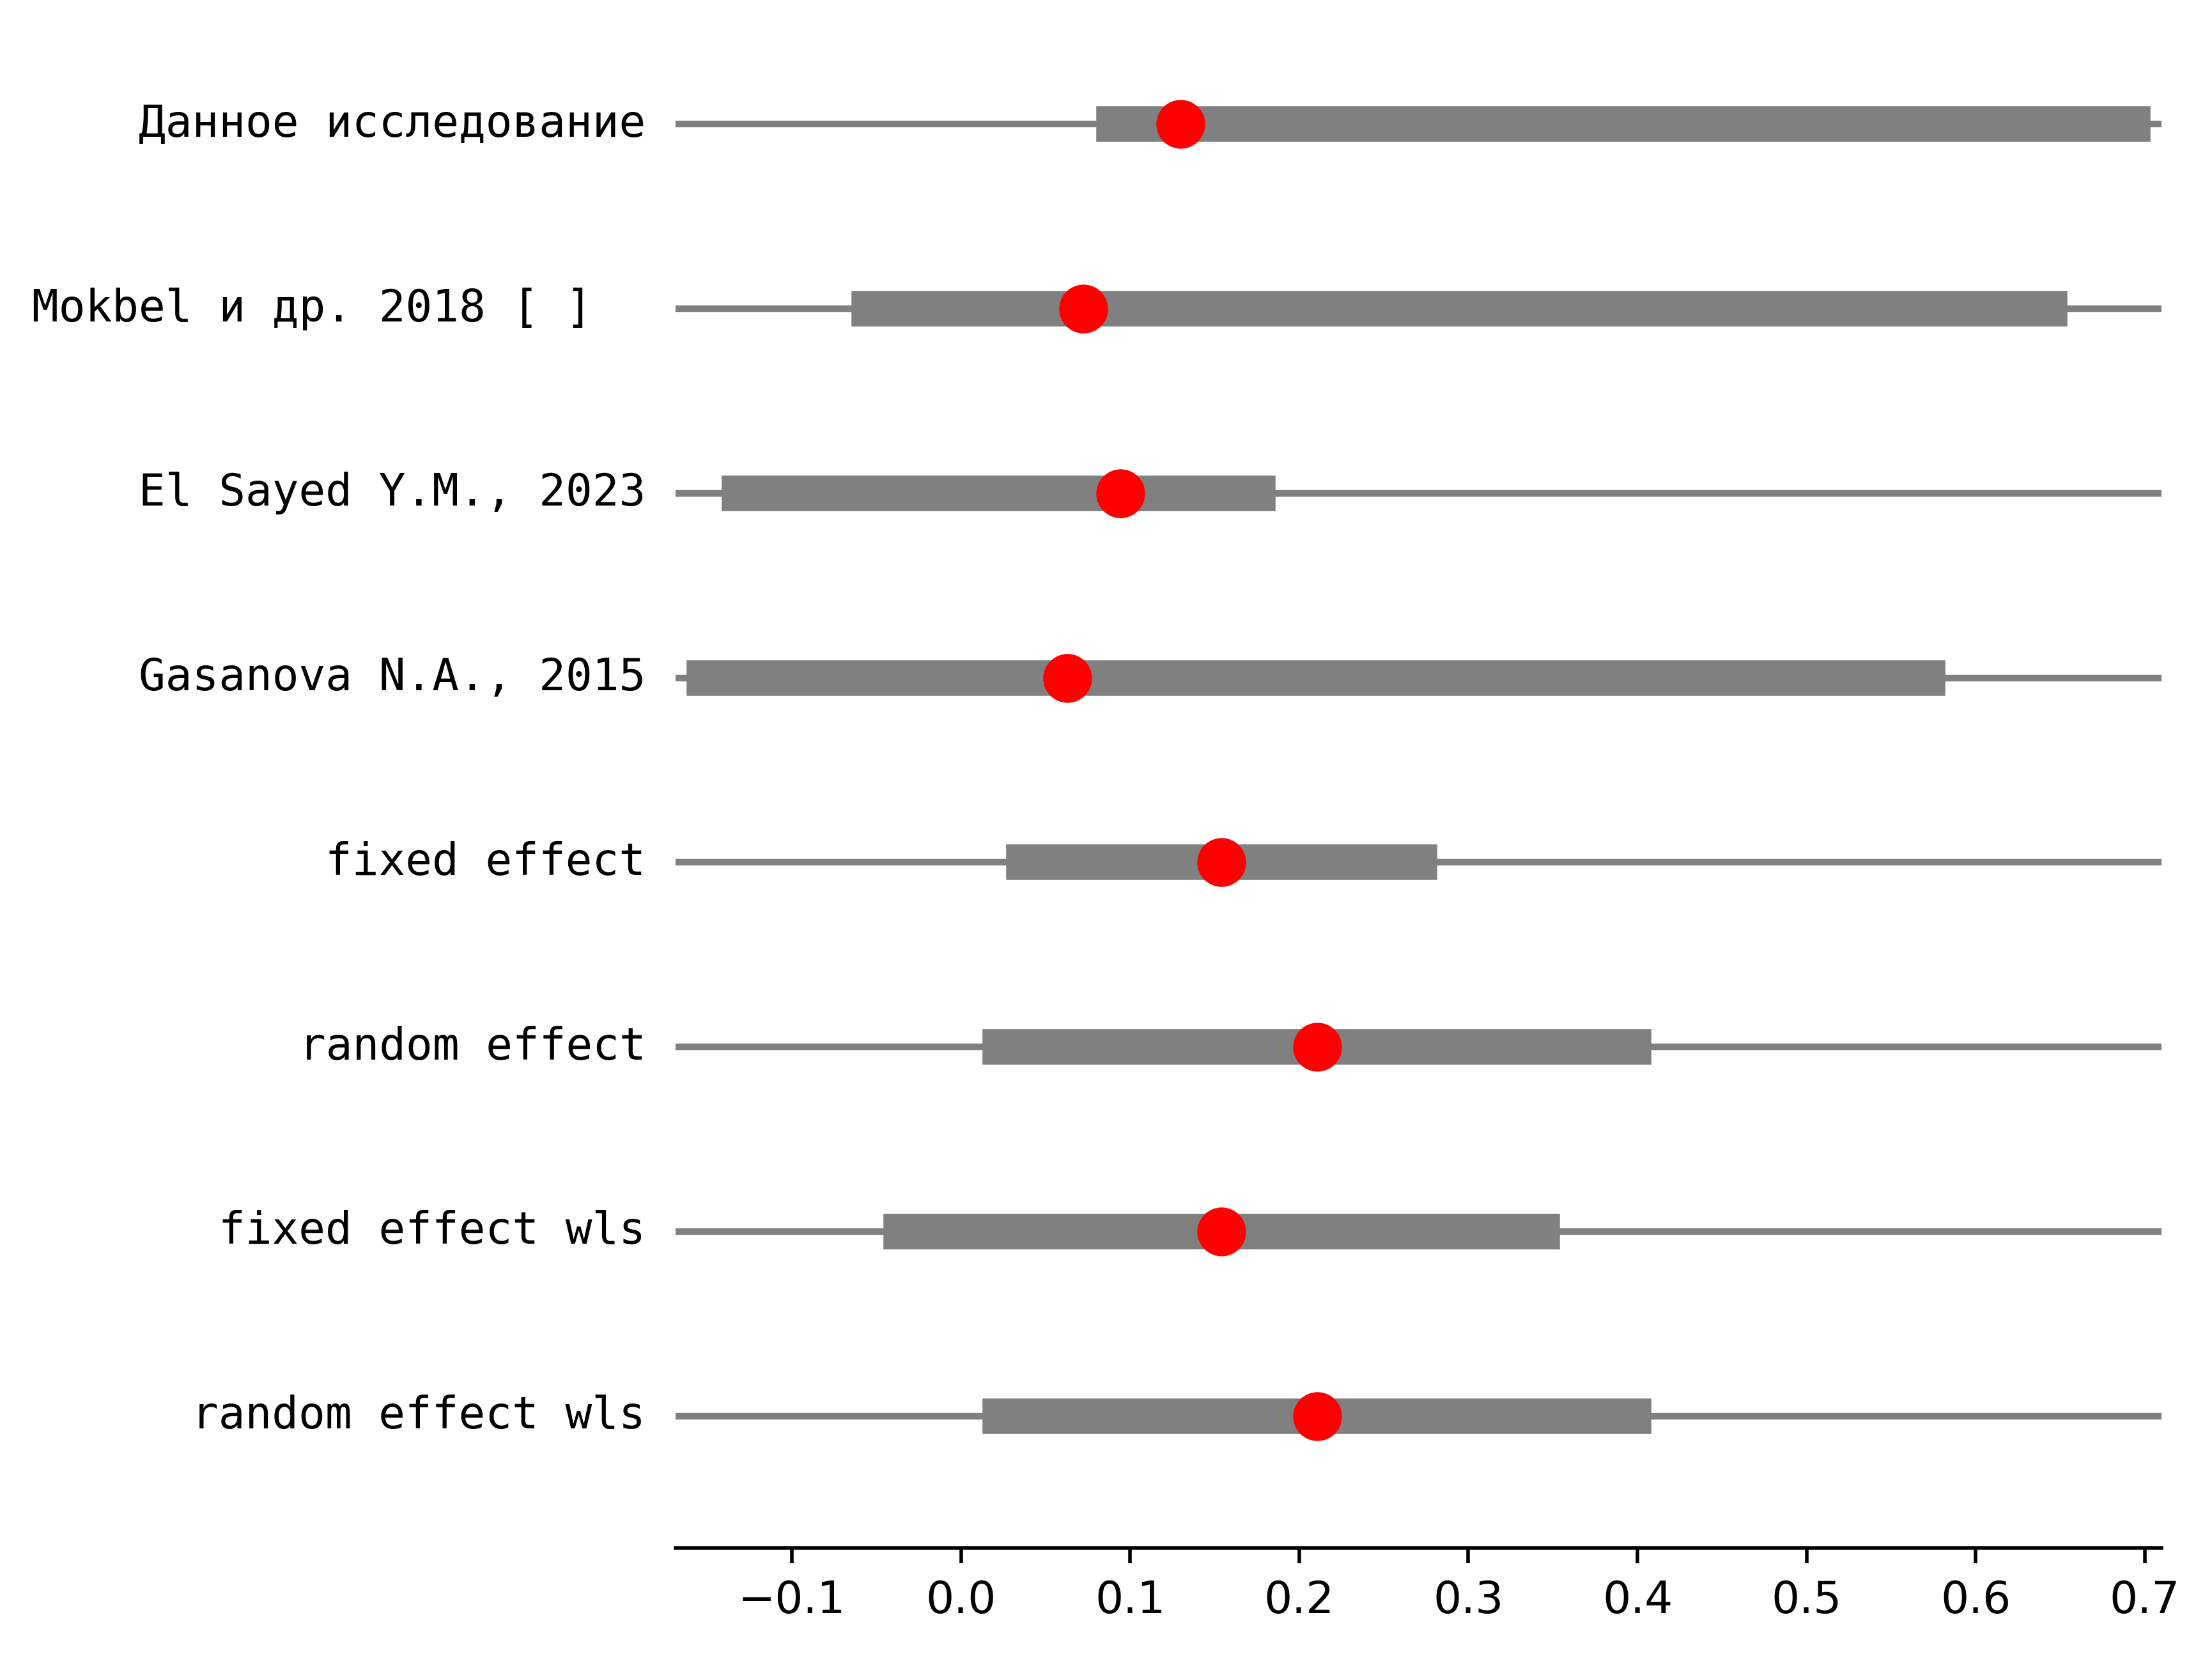 Данное исследование
Mokbel и др. 2018 [ ]
El Sayed Y.M., 2023
Gasanova N.A., 2015
fixed effect
random effect
fixed effect wls
random effect wls
−0.1 0.0 0.1 0.2 0.3 0.4 0.5 0.6 0.7